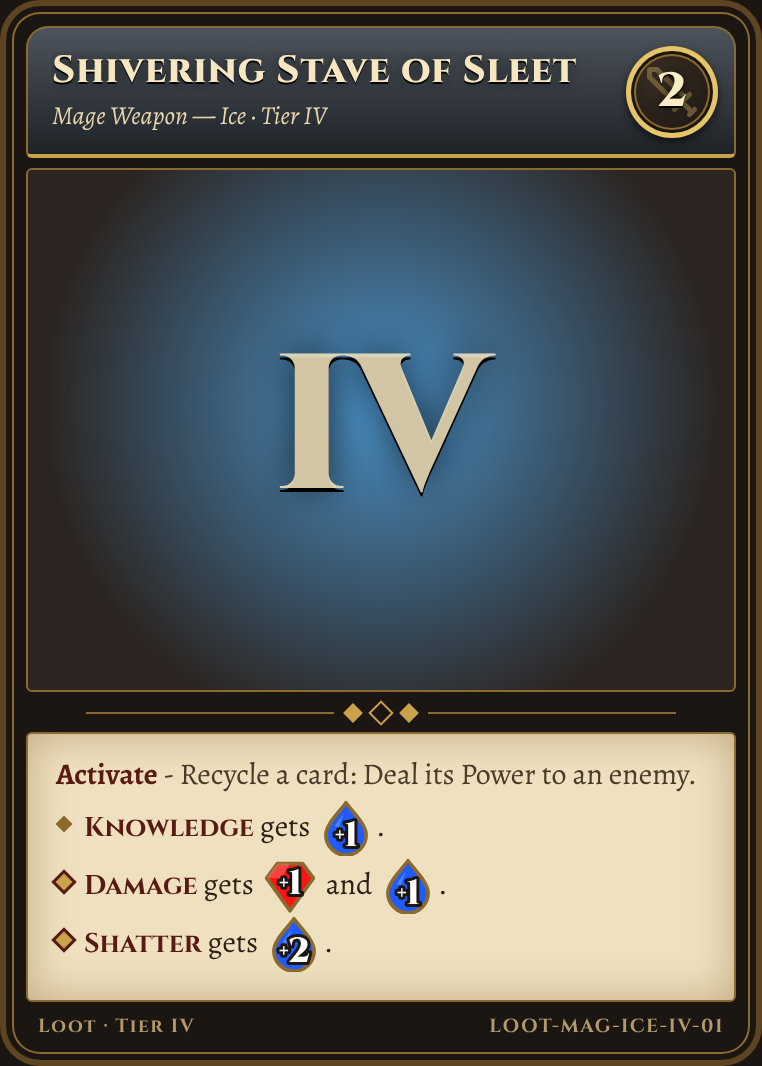 Shivering Stave of Sleet
Mage Weapon — Ice · Tier IV
2
IV
Activate - Recycle a card: Deal its Power to an enemy.
Knowledge gets +1 .
Damage gets +1 and +1 .
Shatter gets +2 .
Loot · Tier IV
LOOT-MAG-ICE-IV-01